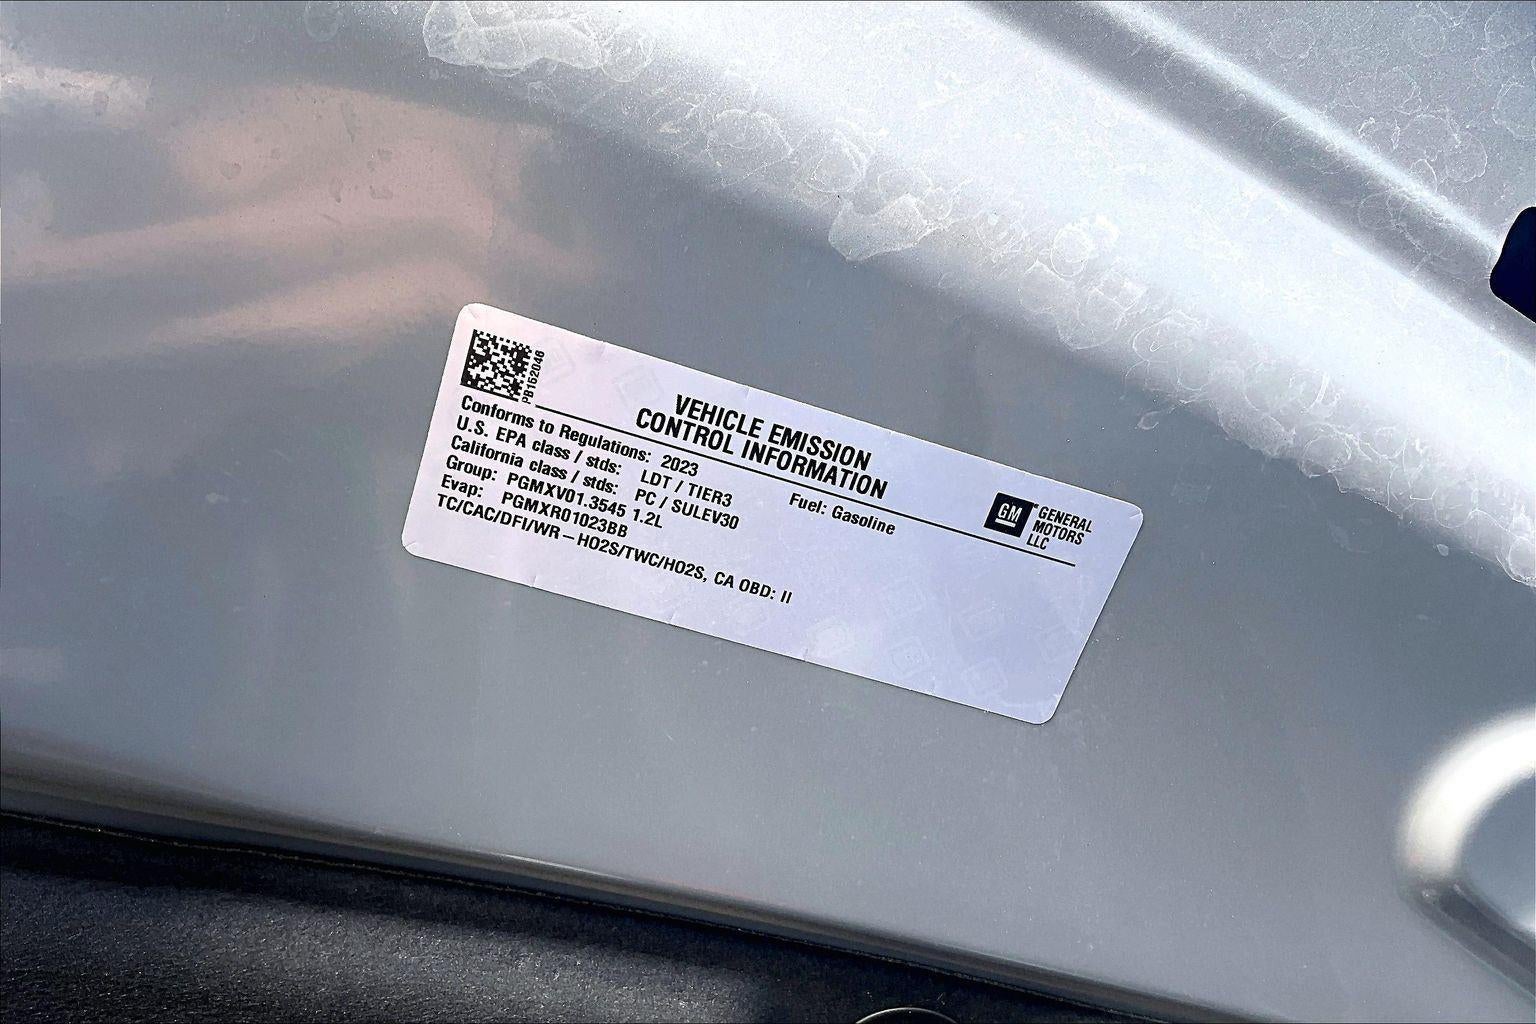 PB152046
VEHICLE EMISSION
CONTROL INFORMATION
GM
GENERAL
MOTORS
LLC
Conforms to Regulations: 2023
U.S. EPA class / stds: LDT / TIER3
California class / stds: PC / SULEV30
Group: PGMXV01.3545 1.2L
Evap: PGMXR01023BB
TC/CAC/DFI/WR – HO2S/TWC/HO2S, CA OBD: II
Fuel: Gasoline